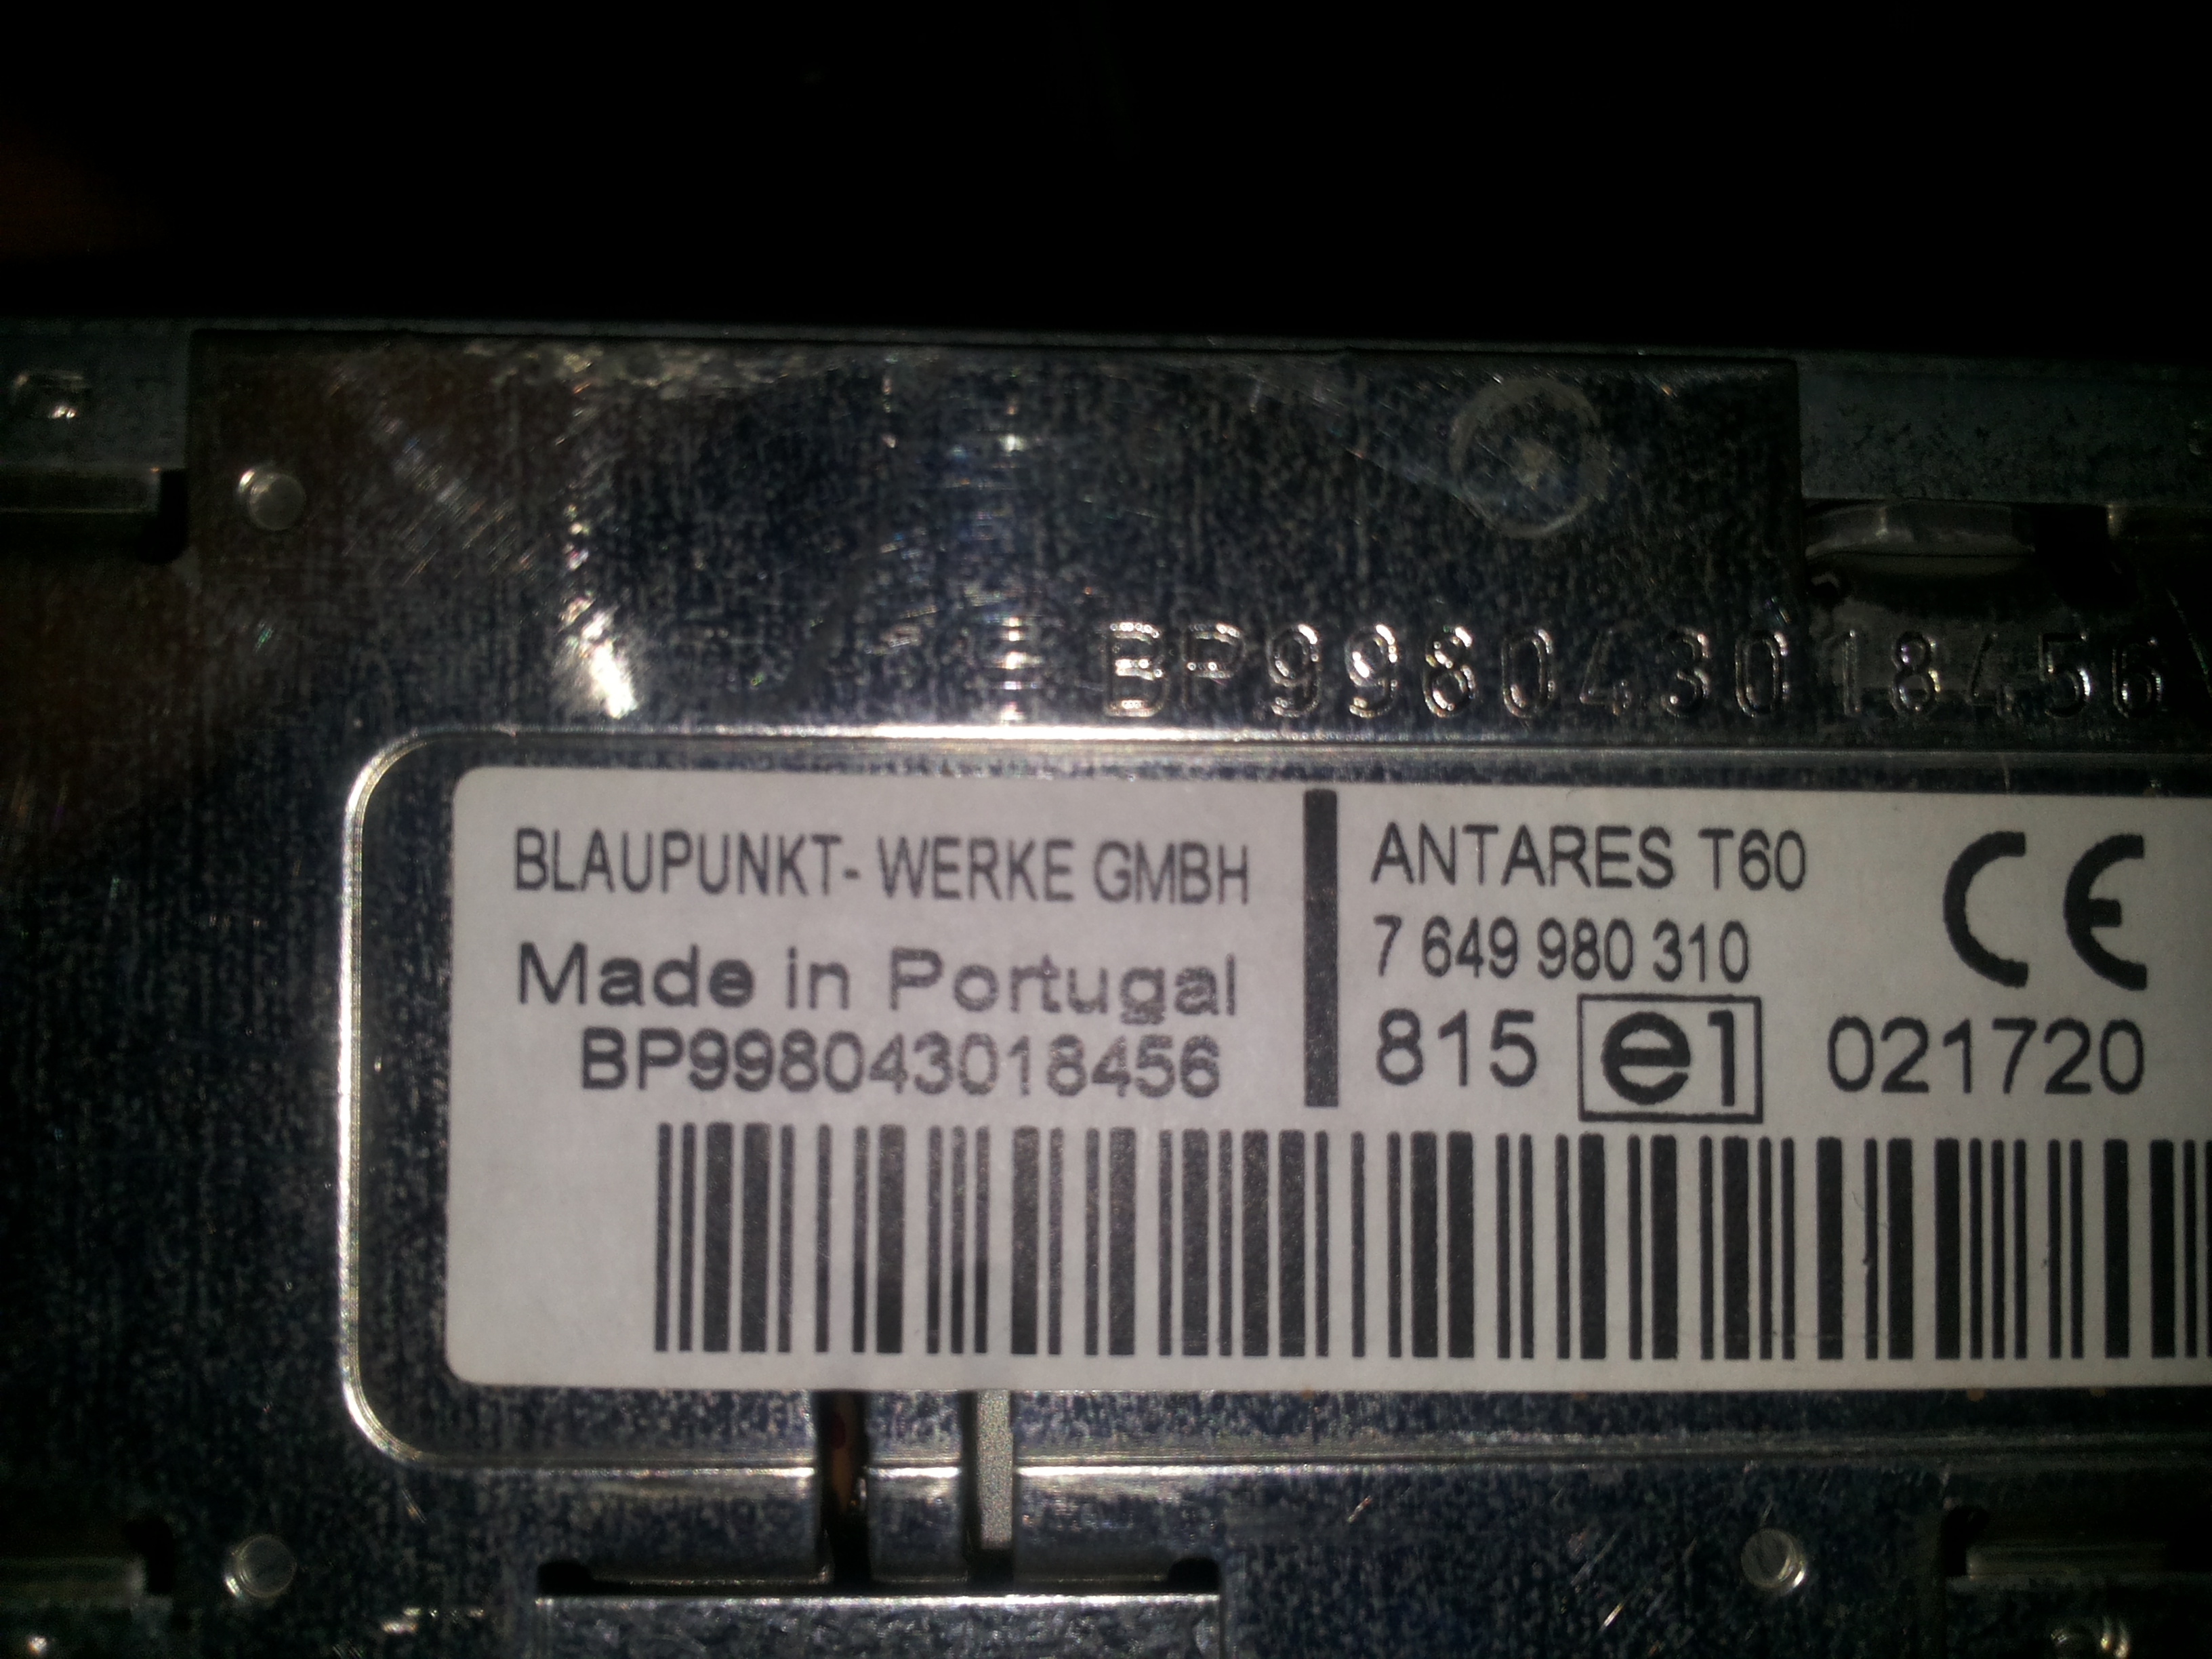 BP998043018456
BLAUPUNKT- WERKE GMBH
Made in Portugal
BP998043018456
ANTARES T60
7 649 980 310
CE
815 e1 021720